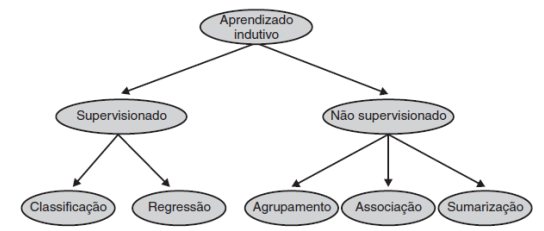 Aprendizado
indutivo
Supervisionado
Não supervisionado
Classificação
Regressão
Agrupamento
Associação
Sumarização